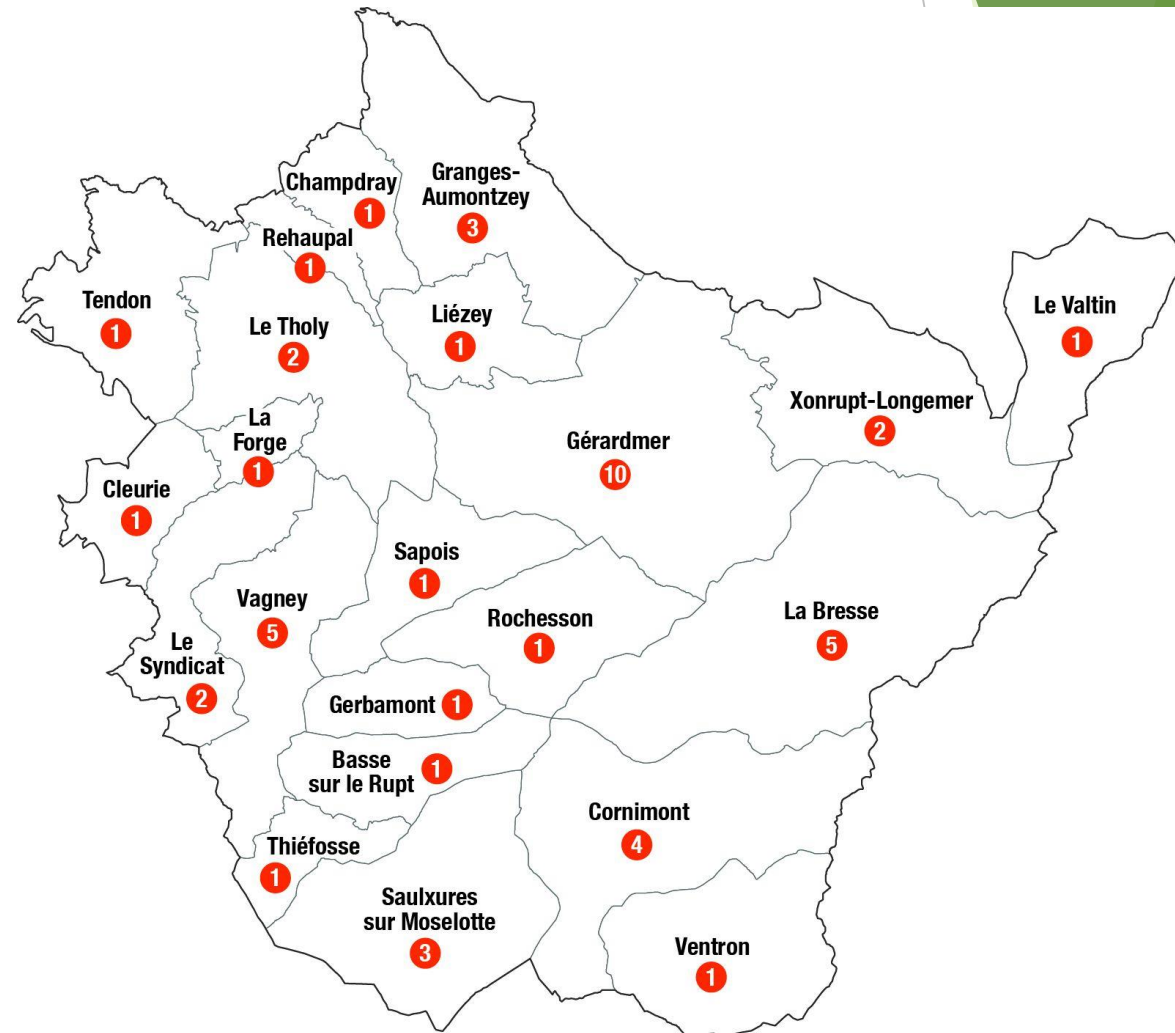 Champdray
1
Granges-
Aumontzey
3
Rehaupal
1
Tendon
1
Le Tholy
2
Liézey
1
Le Valtin
1
Xonrupt-Longemer
2
La
Forge
1
Gérardmer
10
Cleurie
1
Sapois
1
Vagney
5
Rochesson
1
La Bresse
5
Le
Syndicat
2
Gerbamont 1
Basse
sur le Rupt
1
Cornimont
4
Thiéfosse
1
Saulxures
sur Moselotte
3
Ventron
1